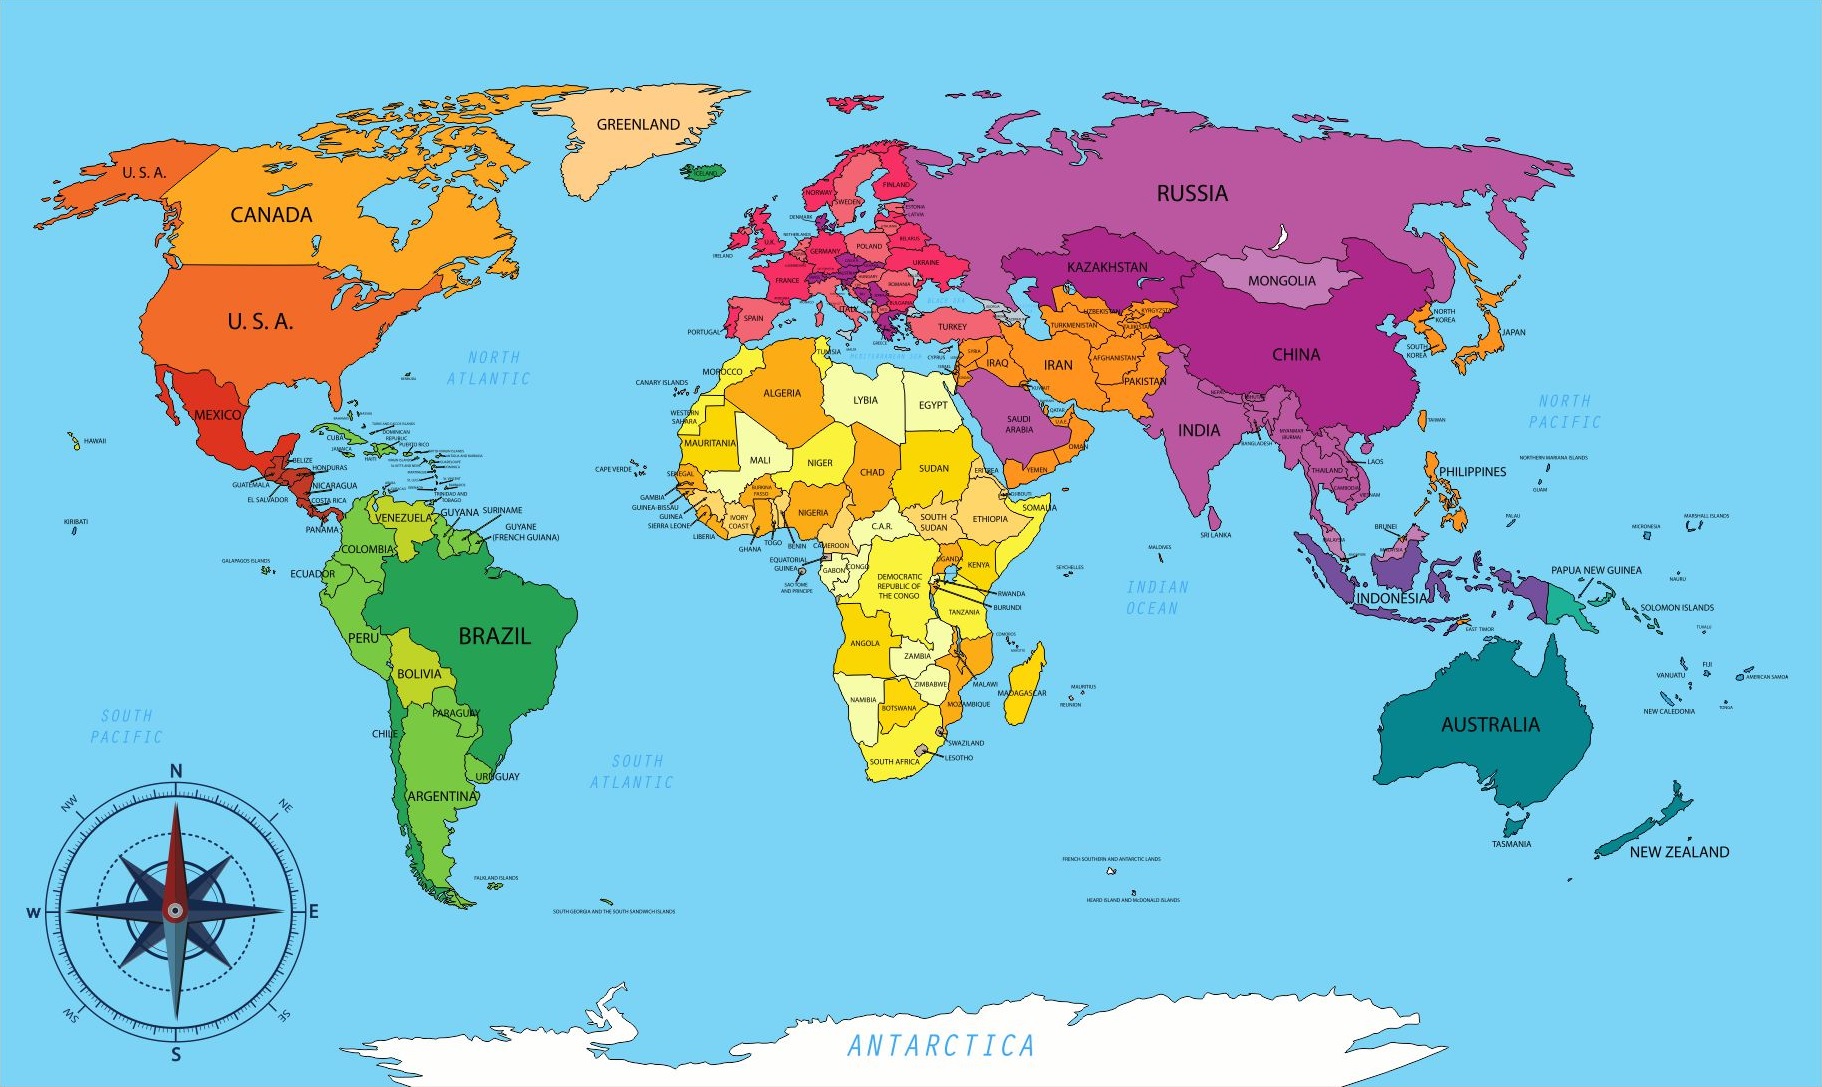 GREENLAND
U. S. A.
ICELAND
CANADA
RUSSIA
NORWAY
SWEDEN
FINLAND
ESTONIA
LATVIA
DENMARK
NETHERLANDS
IRELAND
U.K.
GERMANY
POLAND
BELARUS
UKRAINE
FRANCE
HUNGARY
ROMANIA
BULGARIA
ITALY
SPAIN
PORTUGAL
GREECE
TURKEY
BLACK SEA
MEDITERRANEAN SEA
KAZAKHSTAN
MONGOLIA
U. S. A.
UZBEKISTAN
KYRGYZSTAN
TURKMENISTAN
TAJIKISTAN
NORTH
KOREA
SOUTH
KOREA
JAPAN
CHINA
NORTH
ATLANTIC
BERMUDA
CYPRUS
SYRIA
IRAQ
IRAN
AFGHANISTAN
PAKISTAN
KUWAIT
QATAR
U.A.E.
OMAN
YEMEN
SAUDI
ARABIA
NEPAL
BHUTAN
INDIA
BANGLADESH
MYANMAR
(BURMA)
LAOS
THAILAND
CAMBODIA
VIETNAM
TAIWAN
NORTH
PACIFIC
PHILIPPINES
NORTHERN MARIANA ISLANDS
GUAM
PALAU
MICRONESIA
MARSHALL ISLANDS
NAURU
MEXICO
HAWAII
KIRIBATI
CUBA
JAMAICA
HAITI
TURKS AND CAICOS ISLANDS
DOMINICAN
REPUBLIC
PUERTO RICO
TRINIDAD AND
TOBAGO
BELIZE
HONDURAS
GUATEMALA
NICARAGUA
EL SALVADOR
COSTA RICA
PANAMA
VENEZUELA
GUYANA
SURINAME
GUYANE
(FRENCH GUIANA)
COLOMBIA
GALAPAGOS ISLANDS
ECUADOR
PERU
BRAZIL
BOLIVIA
PARAGUAY
CHILE
URUGUAY
ARGENTINA
FALKLAND ISLANDS
SOUTH GEORGIA AND THE SOUTH SANDWICH ISLANDS
SOUTH
PACIFIC
SOUTH
ATLANTIC
CANARY ISLANDS
MOROCCO
TUNISIA
ALGERIA
LYBIA
EGYPT
WESTERN
SAHARA
MAURITANIA
MALI
NIGER
CHAD
SUDAN
ERITREA
DJIBOUTI
SOMALIA
CAPE VERDE
SENEGAL
GAMBIA
GUINEA-BISSAU
GUINEA
SIERRA LEONE
LIBERIA
IVORY
COAST
BURKINA
FASSO
GHANA
TOGO
BENIN
NIGERIA
CAMEROON
C.A.R.
SOUTH
SUDAN
ETHIOPIA
EQUATORIAL
GUINEA
SAO TOME
AND PRINCIPE
GABON
CONGO
DEMOCRATIC
REPUBLIC OF
THE CONGO
UGANDA
KENYA
RWANDA
BURUNDI
TANZANIA
ANGOLA
ZAMBIA
MALAWI
MOZAMBIQUE
ZIMBABWE
NAMIBIA
BOTSWANA
SOUTH AFRICA
SWAZILAND
LESOTHO
COMOROS
MADAGASCAR
MAURITIUS
REUNION
SEYCHELLES
MALDIVES
SRI LANKA
INDIAN
OCEAN
BRUNEI
MALAYSIA
INDONESIA
PAPUA NEW GUINEA
EAST TIMOR
SOLOMON ISLANDS
TUVALU
FIJI
VANUATU
AMERICAN SAMOA
NEW CALEDONIA
TONGA
AUSTRALIA
TASMANIA
NEW ZEALAND
FRENCH SOUTHERN AND ANTARCTIC LANDS
HEARD ISLAND AND McDONALD ISLANDS
N
NW
NE
W
E
SW
SE
S
ANTARCTICA